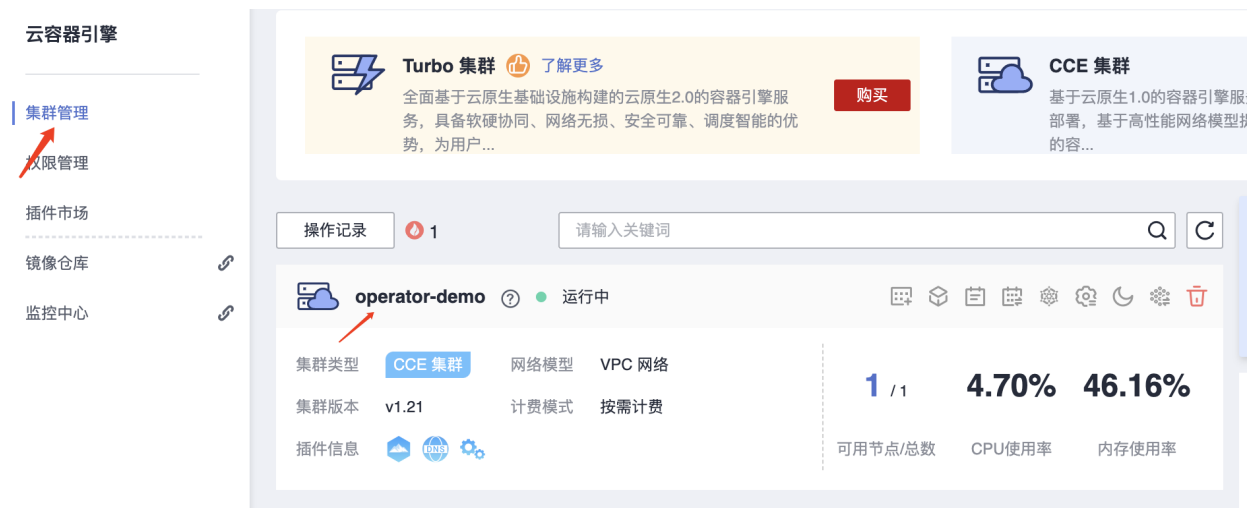 云容器引擎
集群管理
权限管理
插件市场
镜像仓库
监控中心
Turbo 集群 了解更多
全面基于云原生基础设施构建的云原生2.0的容器引擎服
务，具备软硬协同、网络无损、安全可靠、调度智能的优
势，为用户...
购买
CCE 集群
基于云原生1.0的容器引擎服
部署，基于高性能网络模型
的容...
操作记录 1
请输入关键词
operator-demo ? 运行中
集群类型 CCE 集群 网络模型 VPC 网络
集群版本 v1.21 计费模式 按需计费
插件信息 DNS
1 / 1 4.70% 46.16%
可用节点/总数 CPU使用率 内存使用率